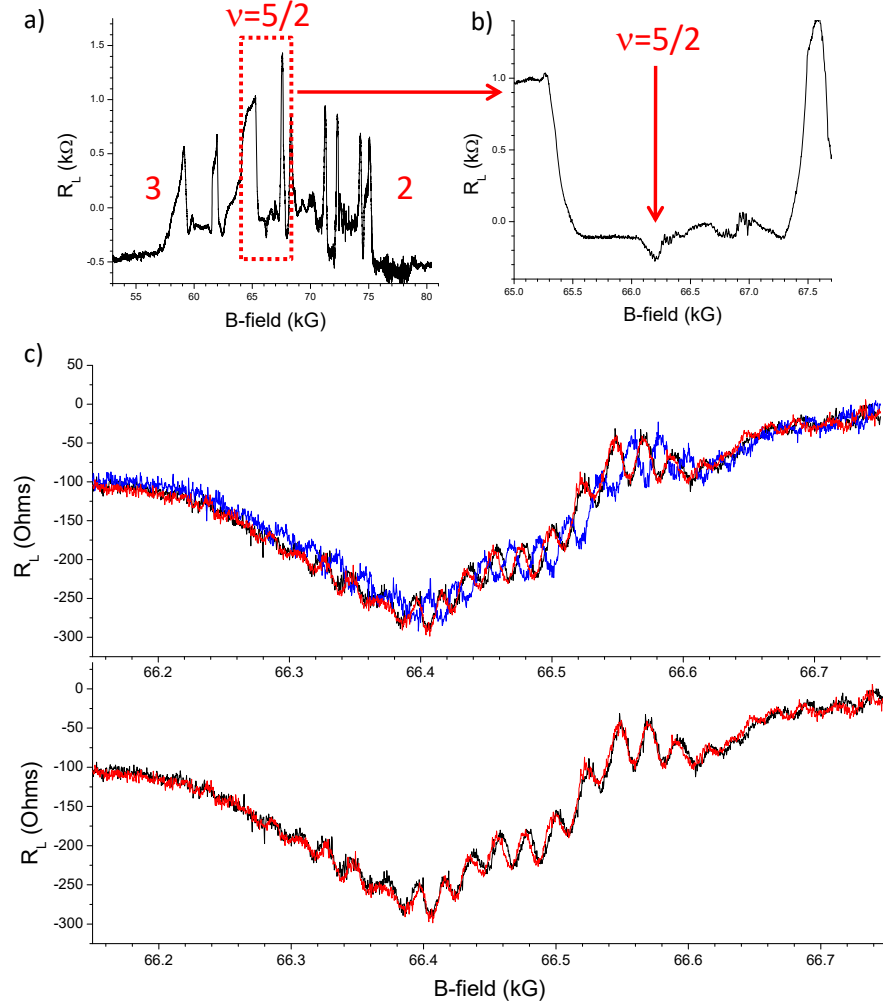 a)
ν=5/2
1.5
1.0
0.5
0.0
-0.5
R_L (kΩ)
3
2
55 60 65 70 75 80
B-field (kG)
b)
ν=5/2
1.0
0.0
R_L (kΩ)
65.0 65.5 66.0 66.5 67.0 67.5
B-field (kG)
c)
50
0
-50
-100
-150
-200
-250
-300
R_L (Ohms)
66.2 66.3 66.4 66.5 66.6 66.7
0
-50
-100
-150
-200
-250
-300
R_L (Ohms)
66.2 66.3 66.4 66.5 66.6 66.7
B-field (kG)